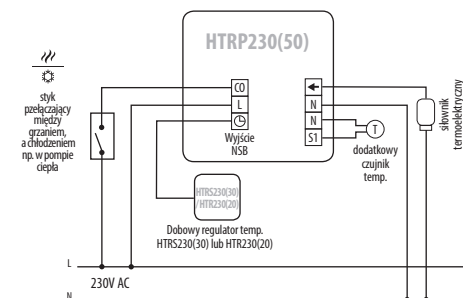 HTRP230(50)
styk
pzełączający
między
grzaniem,
a chłodzeniem
np. w pompie
ciepła
CO
L
Wyjście
NSB
N
N
S1
T
dodatkowy
czujnik
temp.
siłownik
termoelektryczny
HTRS230(30)
/HTR230(20)
Dobowy regulator temp.
HTRS230(30) lub HTR230(20)
L
230V AC
N